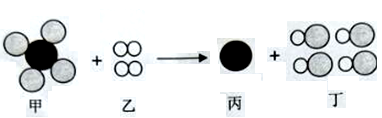 + +
甲 乙 丙 丁